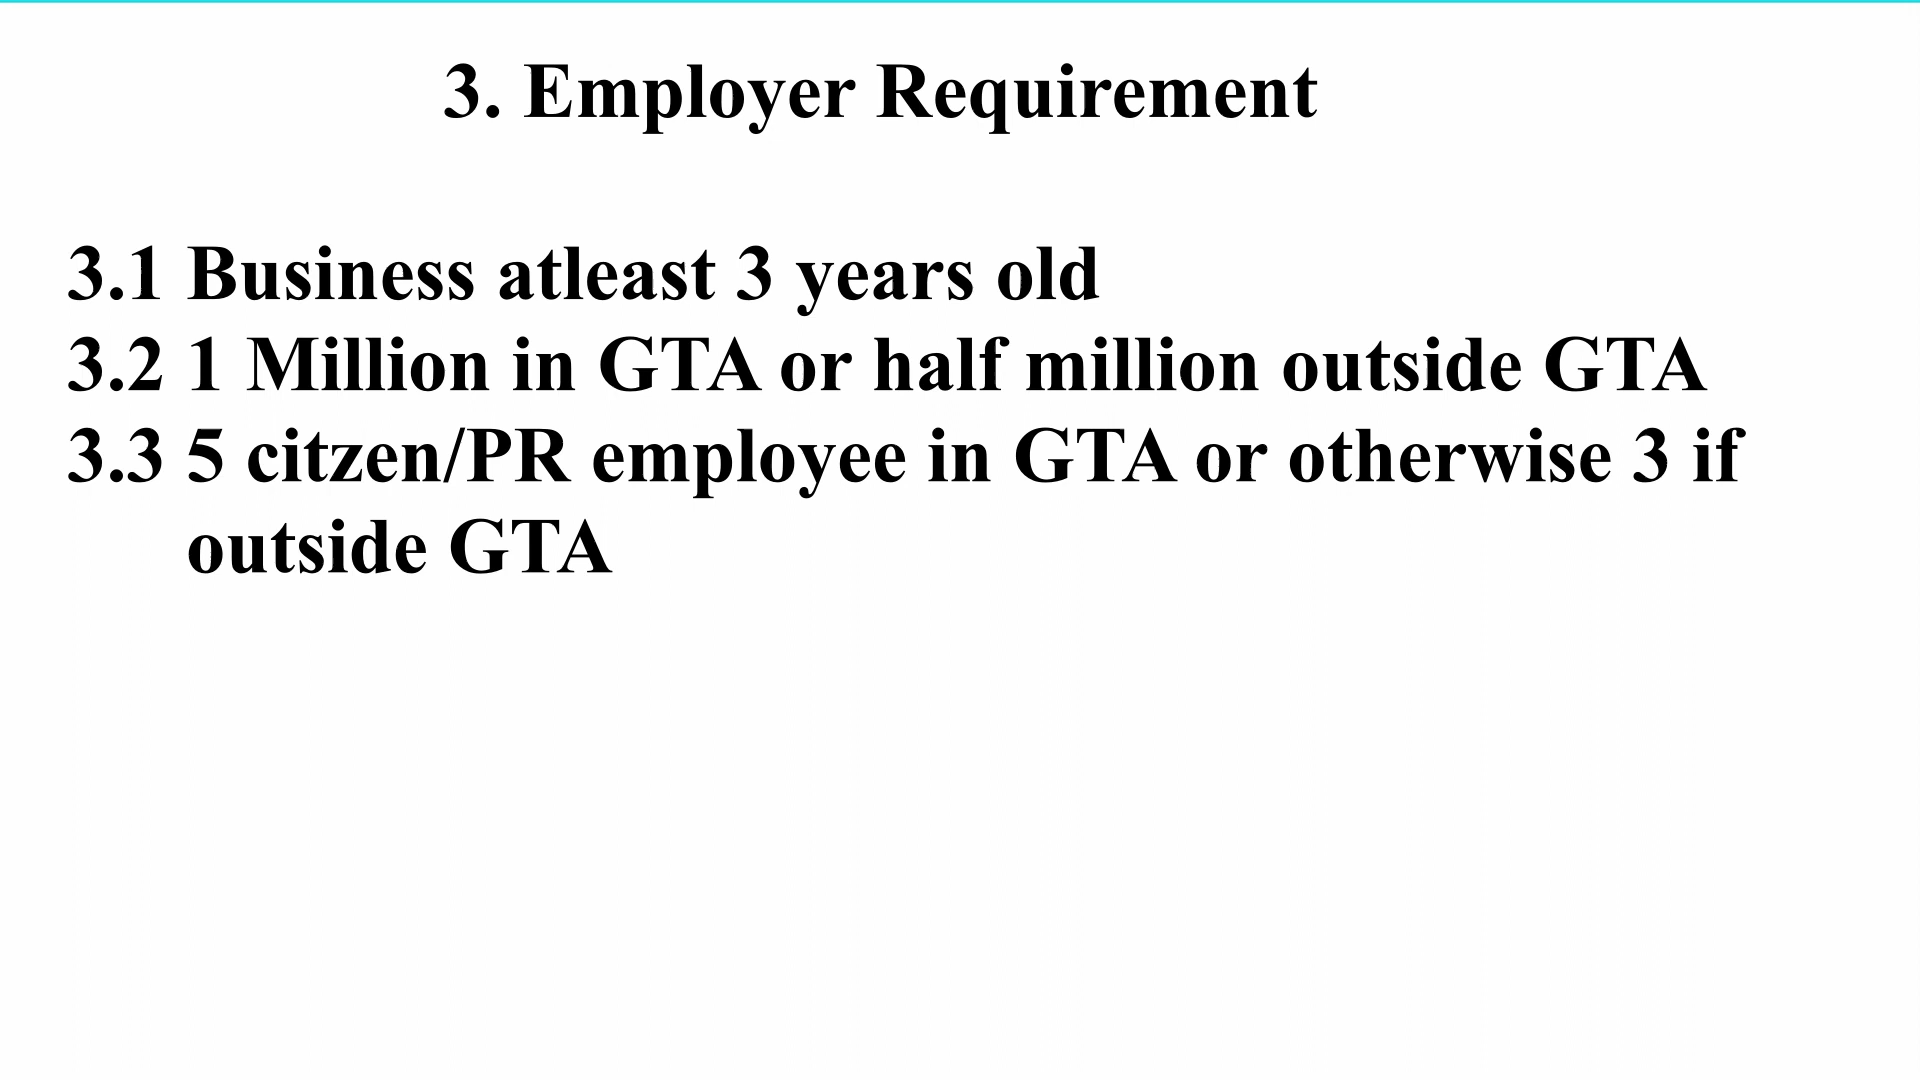 3. Employer Requirement
3.1 Business atleast 3 years old
3.2 1 Million in GTA or half million outside GTA
3.3 5 citzen/PR employee in GTA or otherwise 3 if
outside GTA